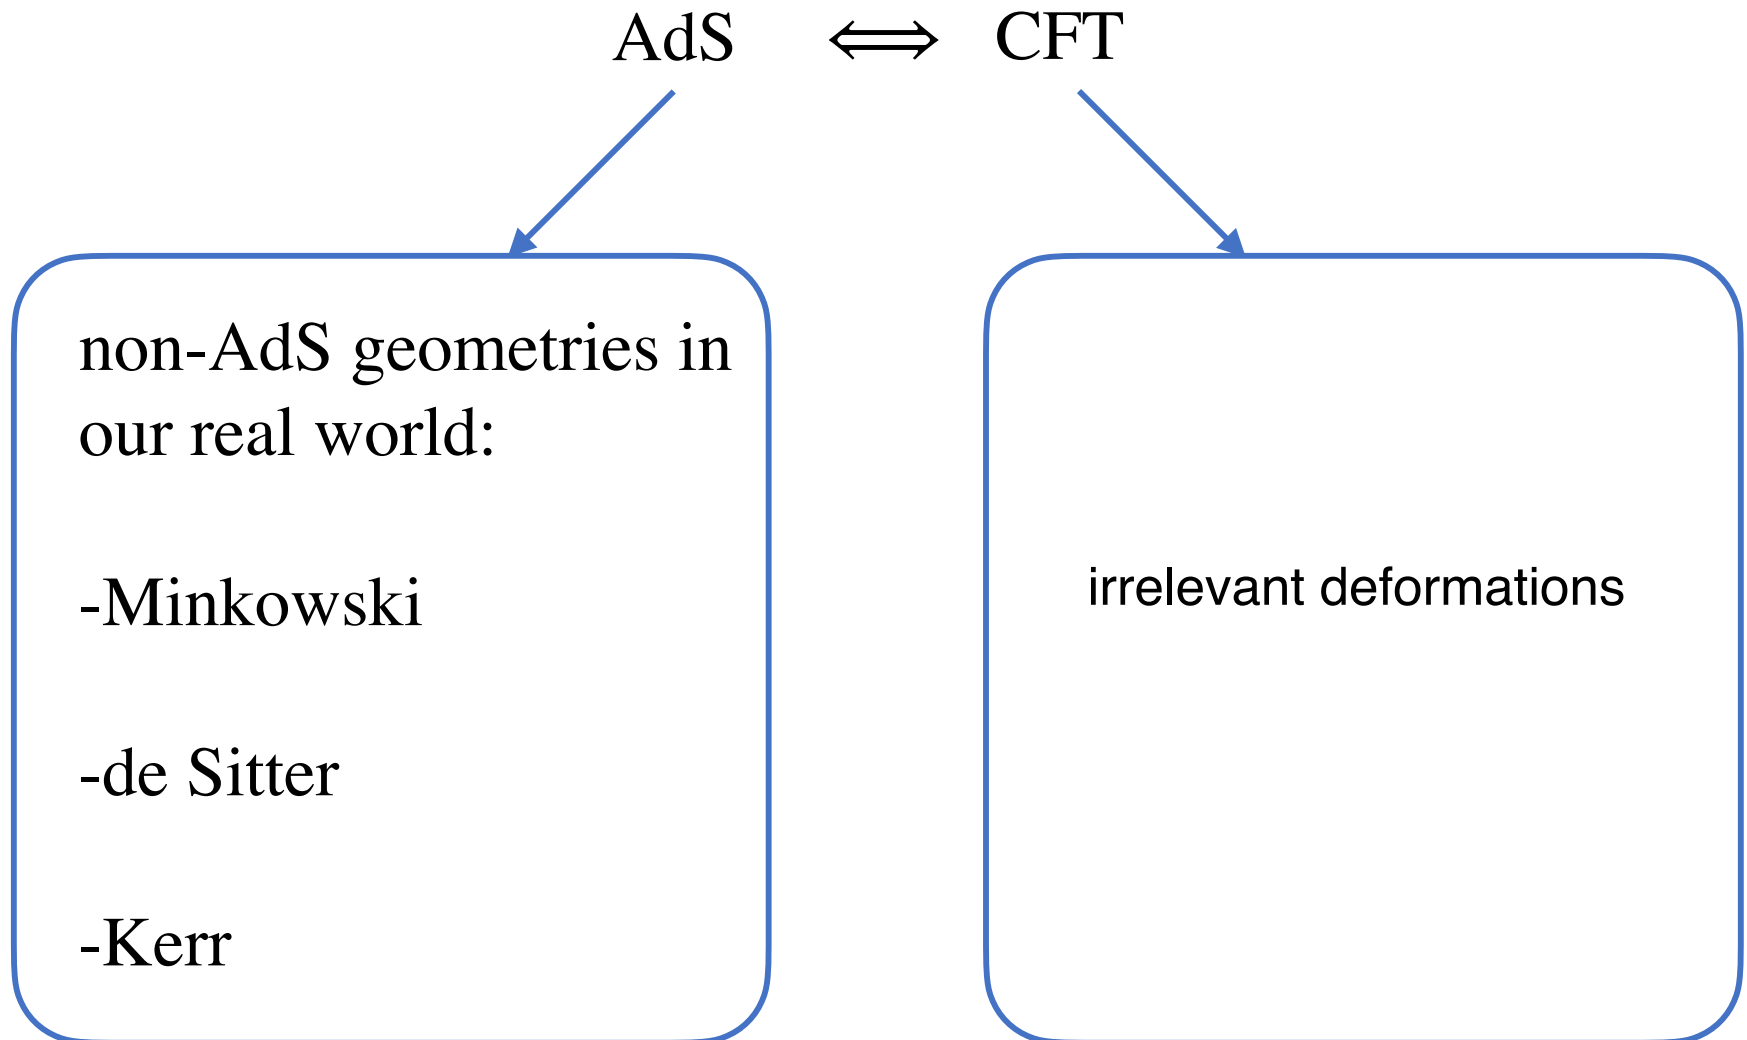 AdS ⟺ CFT
non-AdS geometries in
our real world:
-Minkowski
-de Sitter
-Kerr
irrelevant deformations